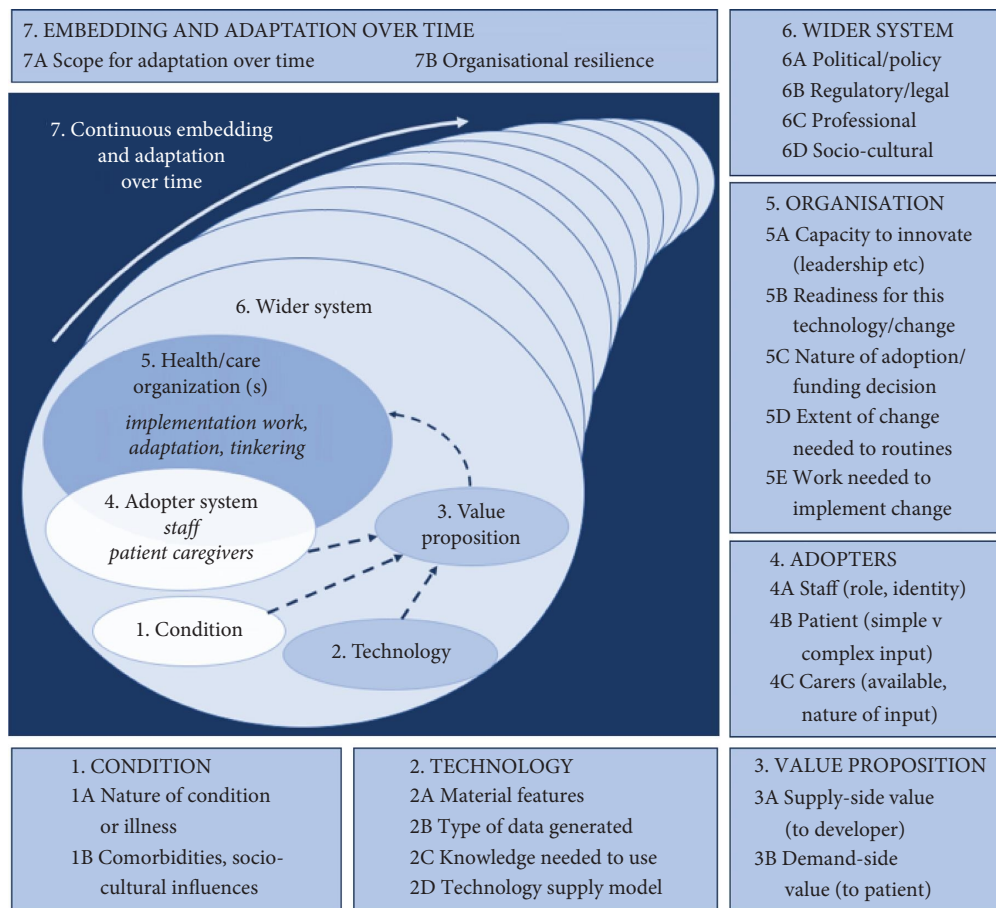 7. EMBEDDING AND ADAPTATION OVER TIME
7A Scope for adaptation over time
7B Organisational resilience
7. Continuous embedding
and adaptation
over time
6. Wider system
5. Health/care
organization (s)
implementation work,
adaptation, tinkering
4. Adopter system
staff
patient caregivers
3. Value
proposition
1. Condition
2. Technology
6. WIDER SYSTEM
6A Political/policy
6B Regulatory/legal
6C Professional
6D Socio-cultural
5. ORGANISATION
5A Capacity to innovate
(leadership etc)
5B Readiness for this
technology/change
5C Nature of adoption/
funding decision
5D Extent of change
needed to routines
5E Work needed to
implement change
4. ADOPTERS
4A Staff (role, identity)
4B Patient (simple v
complex input)
4C Carers (available,
nature of input)
1. CONDITION
1A Nature of condition
or illness
1B Comorbidities, socio-
cultural influences
2. TECHNOLOGY
2A Material features
2B Type of data generated
2C Knowledge needed to use
2D Technology supply model
3. VALUE PROPOSITION
3A Supply-side value
(to developer)
3B Demand-side
value (to patient)